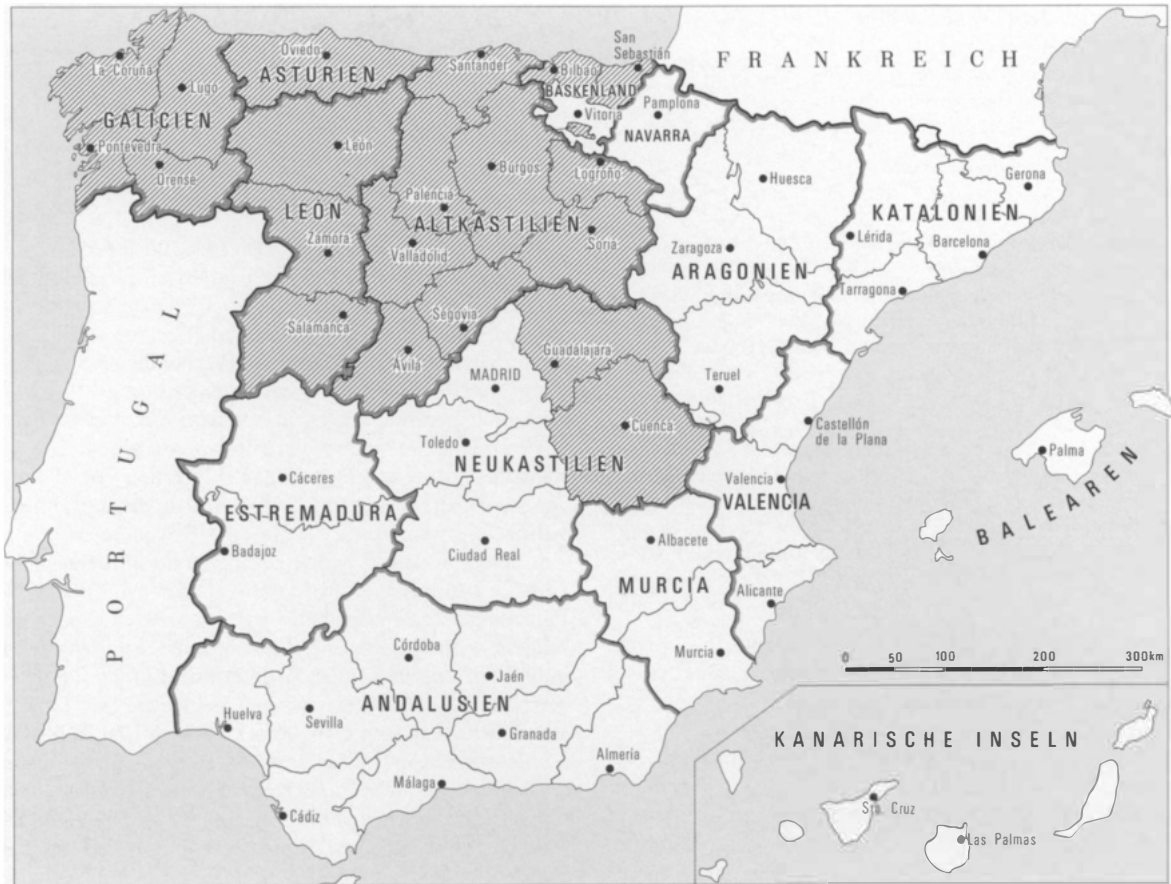 FRANKREICH
San
Sebastián
Oviedo
Santander
La Coruña
ASTURIEN
Bilbao
Lugo
BASKENLAND
Pamplona
Vitoria
GALICIEN
NAVARRA
León
Pontevedra
Orense
Burgos
Logroño
Huesca
Gerona
Palencia
LEÓN
ALTKASTILIEN
KATALONIEN
Zamora
Valladolid
Soria
Lérida
Barcelona
Zaragoza
ARAGONIEN
Tarragona
Salamanca
Segovia
Ávila
Guadalajara
MADRID
Teruel
PORTUGAL
Toledo
Cuenca
Castellón
de la Plana
NEUKASTILIEN
Palma
Cáceres
Valencia
VALENCIA
BALEAREN
ESTREMADURA
Badajoz
Ciudad Real
Albacete
MURCIA
Alicante
Córdoba
Murcia
Jaén
0 50 100 200 300km
ANDALUSIEN
Huelva
Sevilla
Granada
Almería
KANARISCHE INSELN
Málaga
Cádiz
Sta. Cruz
Las Palmas